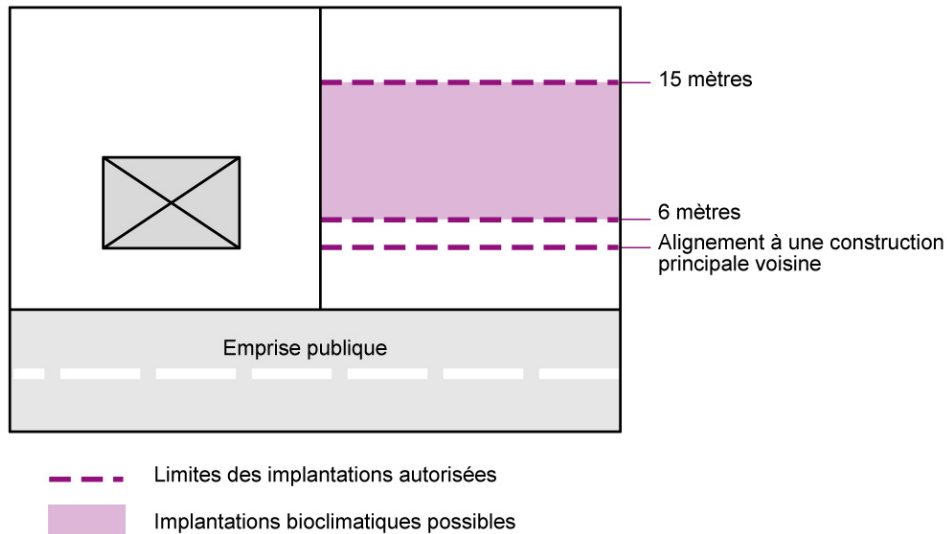 15 mètres
6 mètres
Alignement à une construction
principale voisine
Emprise publique
Limites des implantations autorisées
Implantations bioclimatiques possibles